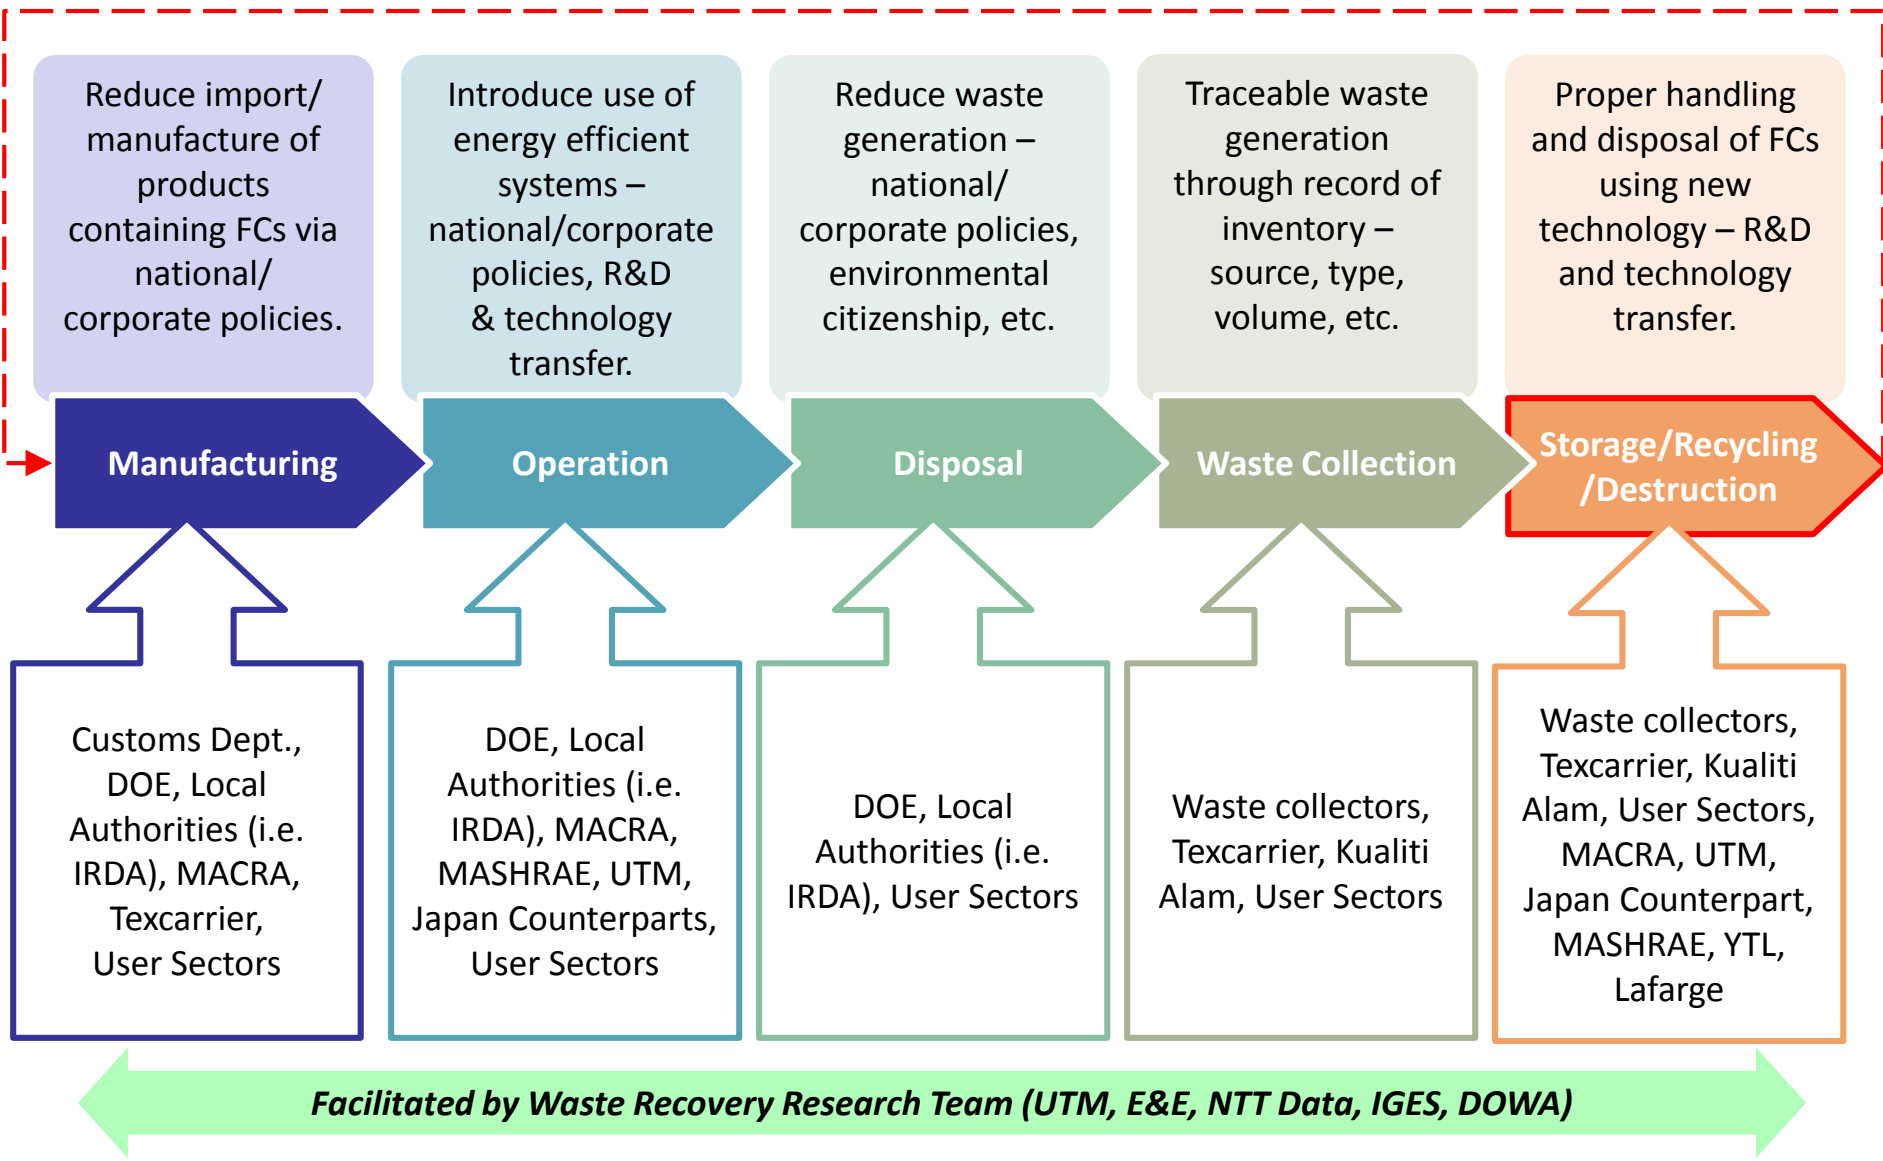 Reduce import/
manufacture of
products
containing FCs via
national/
corporate policies.
Introduce use of
energy efficient
systems –
national/corporate
policies, R&D
& technology
transfer.
Reduce waste
generation –
national/
corporate policies,
environmental
citizenship, etc.
Traceable waste
generation
through record of
inventory –
source, type,
volume, etc.
Proper handling
and disposal of FCs
using new
technology – R&D
and technology
transfer.
Manufacturing
Operation
Disposal
Waste Collection
Storage/Recycling
/Destruction
Customs Dept.,
DOE, Local
Authorities (i.e.
IRDA), MACRA,
Texcarrier,
User Sectors
DOE, Local
Authorities (i.e.
IRDA), MACRA,
MASHRAE, UTM,
Japan Counterparts,
User Sectors
DOE, Local
Authorities (i.e.
IRDA), User Sectors
Waste collectors,
Texcarrier, Kualiti
Alam, User Sectors
Waste collectors,
Texcarrier, Kualiti
Alam, User Sectors,
MACRA, UTM,
Japan Counterpart,
MASHRAE, YTL,
Lafarge
Facilitated by Waste Recovery Research Team (UTM, E&E, NTT Data, IGES, DOWA)